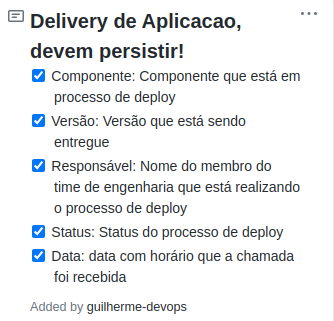 Delivery de Aplicacao,
devem persistir!
Componente: Componente que está em
processo de deploy
Versão: Versão que está sendo
entregue
Responsável: Nome do membro do
time de engenharia que está realizando
o processo de deploy
Status: Status do processo de deploy
Data: data com horário que a chamada
foi recebida
Added by guilherme-devops